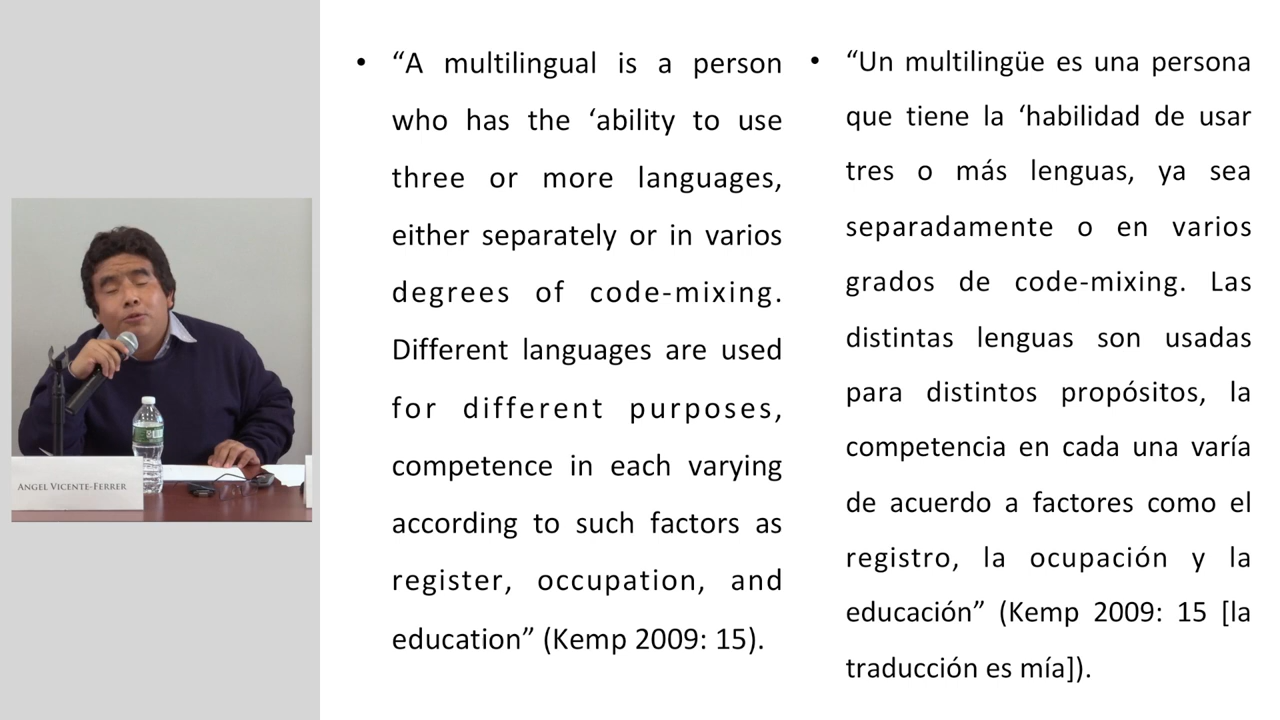 • “A multilingual is a person
who has the ‘ability to use
three or more languages,
either separately or in varios
degrees of code-mixing.
Different languages are used
for different purposes,
competence in each varying
according to such factors as
register, occupation, and
education” (Kemp 2009: 15).
• “Un multilingüe es una persona
que tiene la ‘habilidad de usar
tres o más lenguas, ya sea
separadamente o en varios
grados de code-mixing. Las
distintas lenguas son usadas
para distintos propósitos, la
competencia en cada una varía
de acuerdo a factores como el
registro, la ocupación y la
educación” (Kemp 2009: 15 [la
traducción es mía]).
ANGEL VICENTE-FERRER